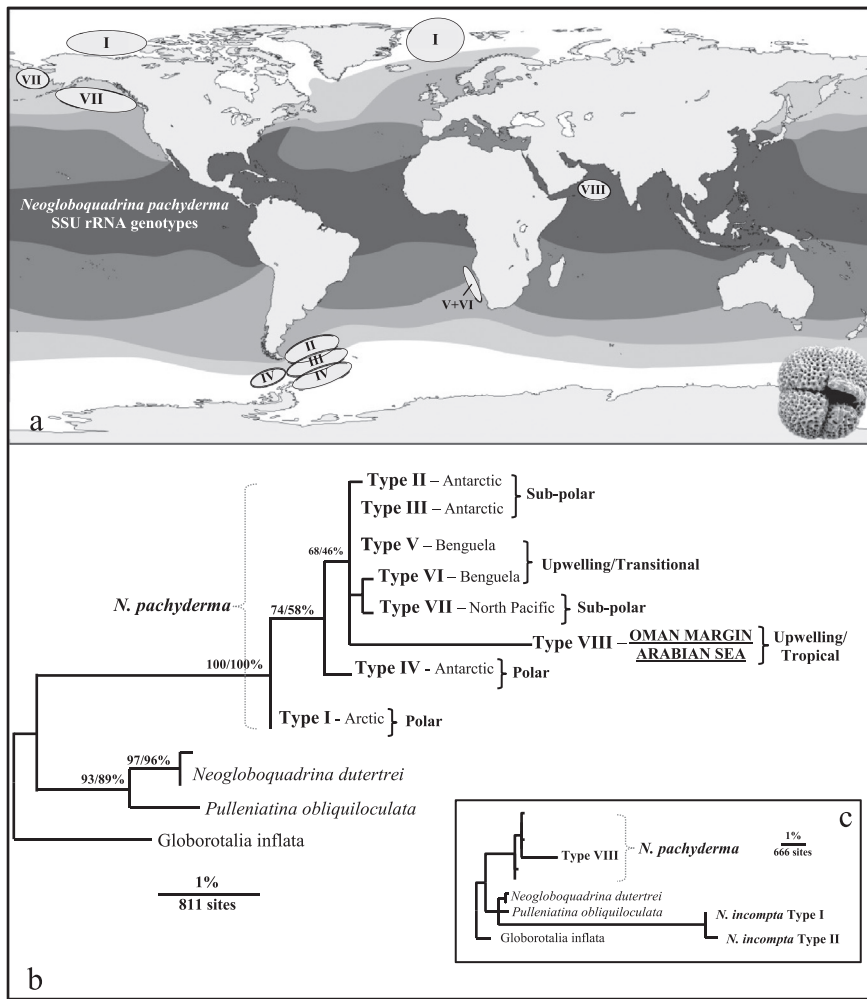 I
I
VII
VII
VIII
Neogloboquadrina pachyderma
SSU rRNA genotypes
V+VI
II
III
IV
IV
a
Type II – Antarctic
Sub-polar
Type III – Antarctic
68/46%
Type V – Benguela
Upwelling/Transitional
Type VI – Benguela
N. pachyderma
74/58%
Type VII – North Pacific
Sub-polar
Type VIII – OMAN MARGIN
ARABIAN SEA
Upwelling/
Tropical
100/100%
Type IV - Antarctic
Polar
Type I - Arctic
Polar
97/96%
Neogloboquadrina dutertrei
93/89%
Pulleniatina obliquiloculata
Globorotalia inflata
1%
811 sites
b
c
Type VIII
N. pachyderma
1%
666 sites
Neogloboquadrina dutertrei
Pulleniatina obliquiloculata
N. incompta Type I
Globorotalia inflata
N. incompta Type II